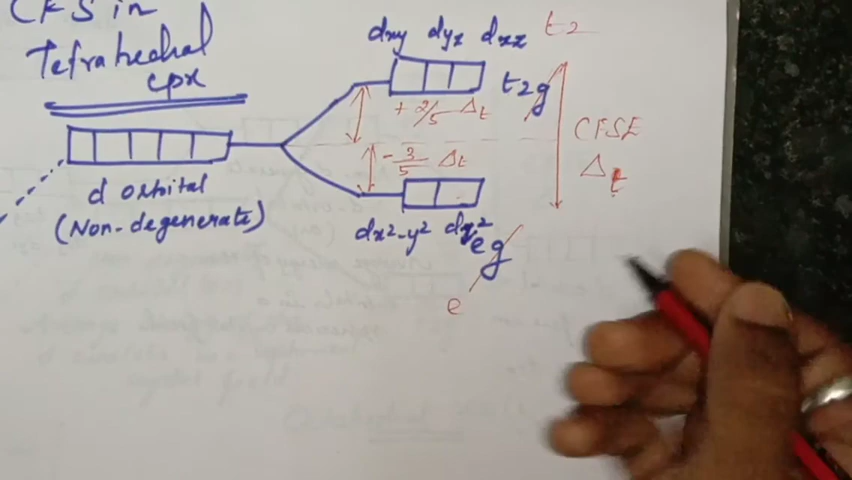 CFS in
Tetrahedral
cpx
dxy dyz dxz
t2
t2g
+ 2/5 Δt
CFSE
Δt
- 3/5 Δt
d orbital
(Non-degenerate)
dx²-y²
eg
e